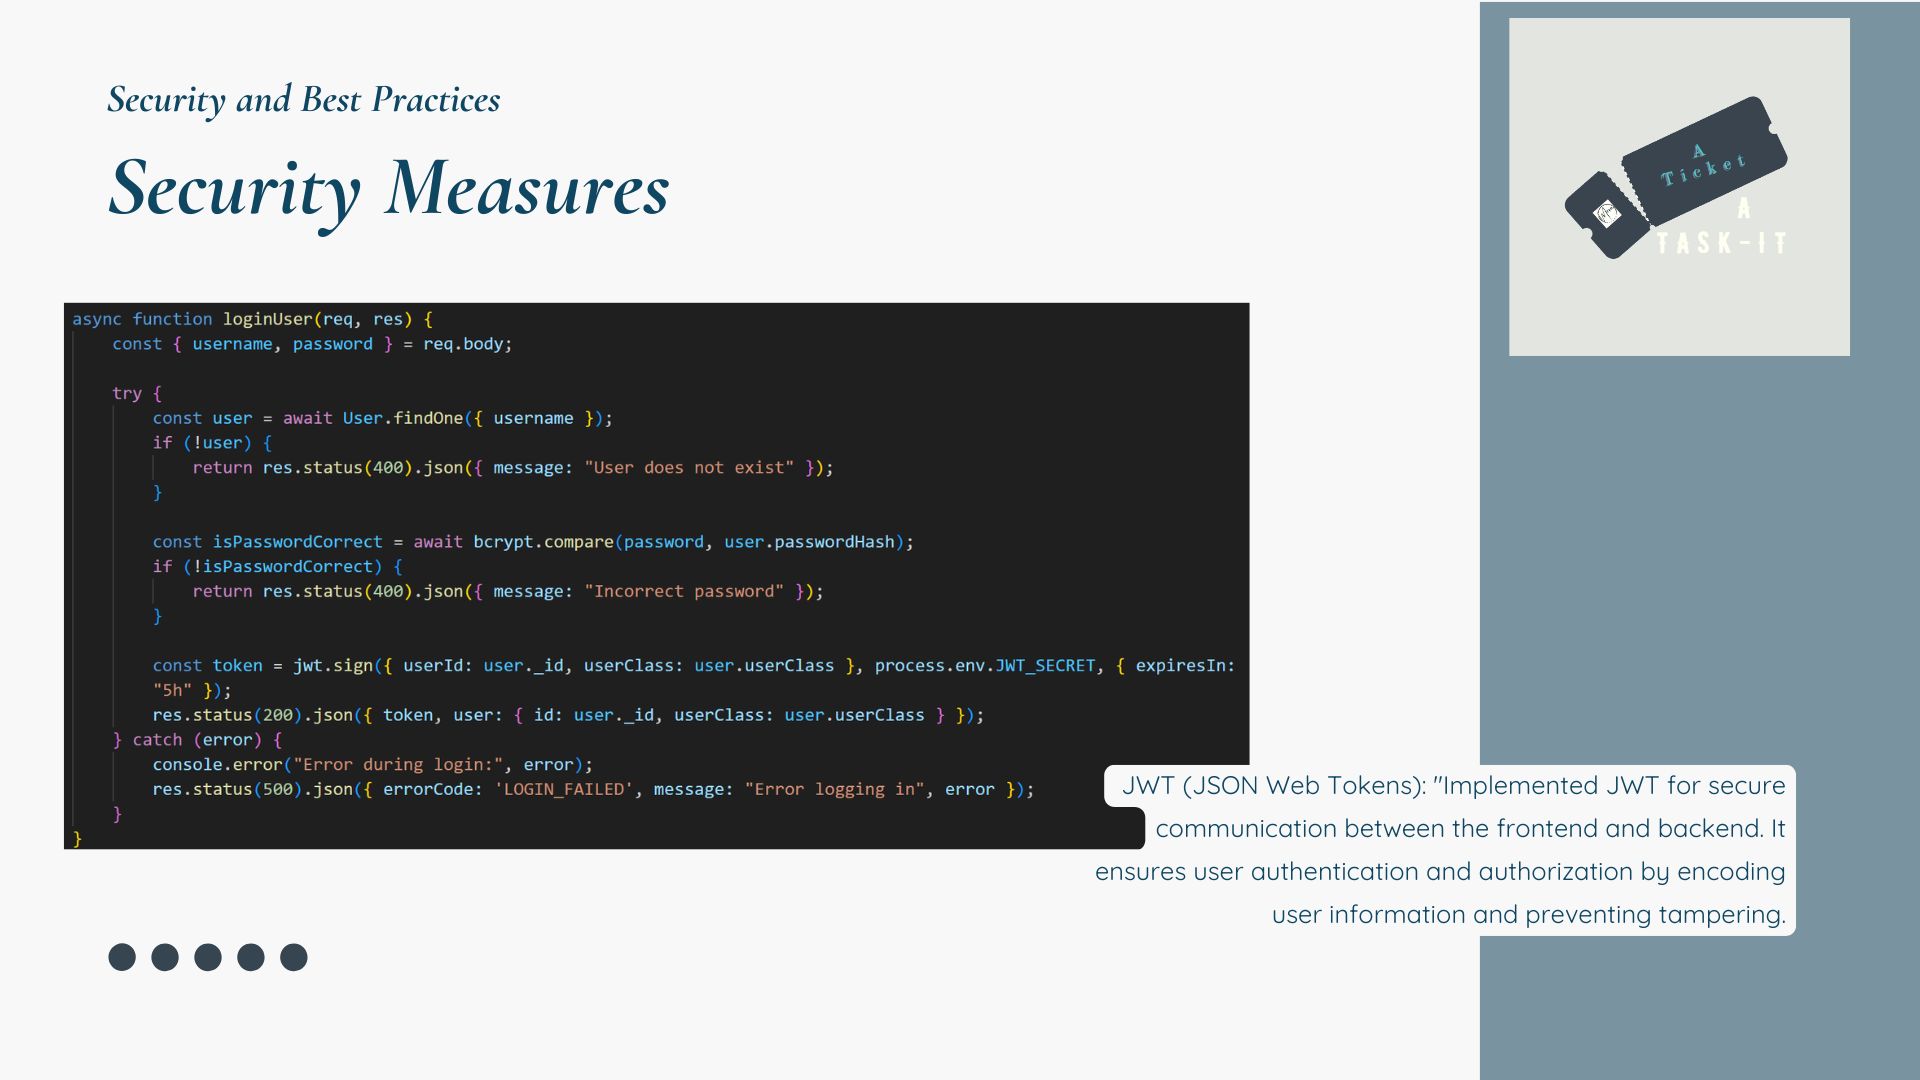 Security and Best Practices
Security Measures
A
Ticket
A
TASK-IT
async function loginUser(req, res) {
const { username, password } = req.body;
try {
const user = await User.findOne({ username });
if (!user) {
return res.status(400).json({ message: "User does not exist" });
}
const isPasswordCorrect = await bcrypt.compare(password, user.passwordHash);
if (!isPasswordCorrect) {
return res.status(400).json({ message: "Incorrect password" });
}
const token = jwt.sign({ userId: user._id, userClass: user.userClass }, process.env.JWT_SECRET, { expiresIn:
"5h" });
res.status(200).json({ token, user: { id: user._id, userClass: user.userClass } });
} catch (error) {
console.error("Error during login:", error);
res.status(500).json({ errorCode: 'LOGIN_FAILED', message: "Error logging in", error });
}
}
JWT (JSON Web Tokens): "Implemented JWT for secure
communication between the frontend and backend. It
ensures user authentication and authorization by encoding
user information and preventing tampering.